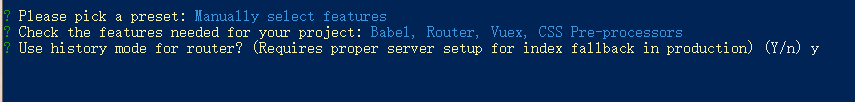 ? Please pick a preset: Manually select features
? Check the features needed for your project: Babel, Router, Vuex, CSS Pre-processors
? Use history mode for router? (Requires proper server setup for index fallback in production) (Y/n) y